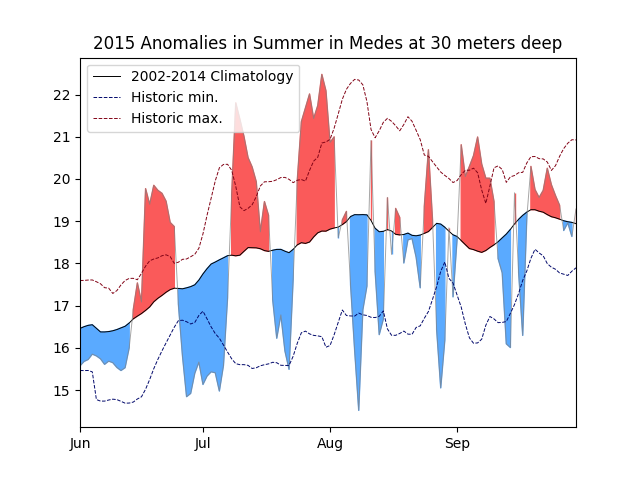 2015 Anomalies in Summer in Medes at 30 meters deep
2002-2014 Climatology
Historic min.
Historic max.
22
21
20
19
18
17
16
15
Jun Jul Aug Sep